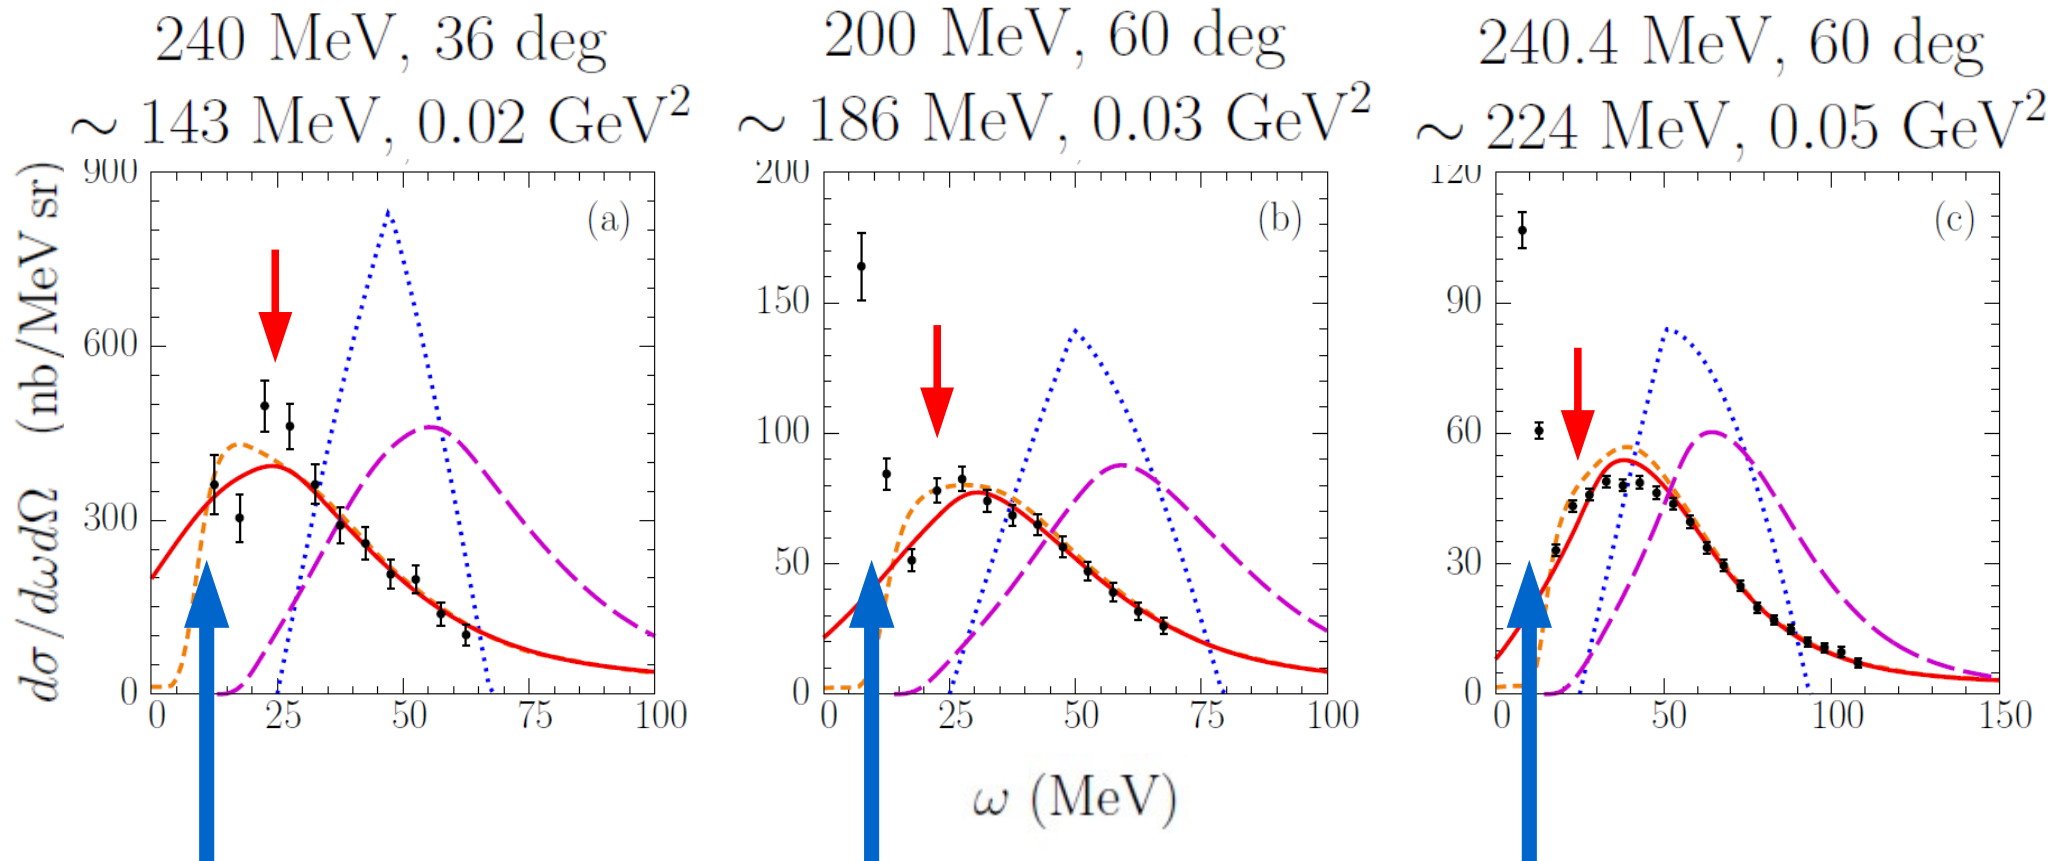 240 MeV, 36 deg
~ 143 MeV, 0.02 GeV²
200 MeV, 60 deg
~ 186 MeV, 0.03 GeV²
240.4 MeV, 60 deg
~ 224 MeV, 0.05 GeV²
dσ/dωdΩ (nb/MeV sr)
900
600
300
0
(a)
0 25 50 75 100
200
150
100
50
0
(b)
0 25 50 75 100
120
90
60
30
0
(c)
0 50 100 150
ω (MeV)